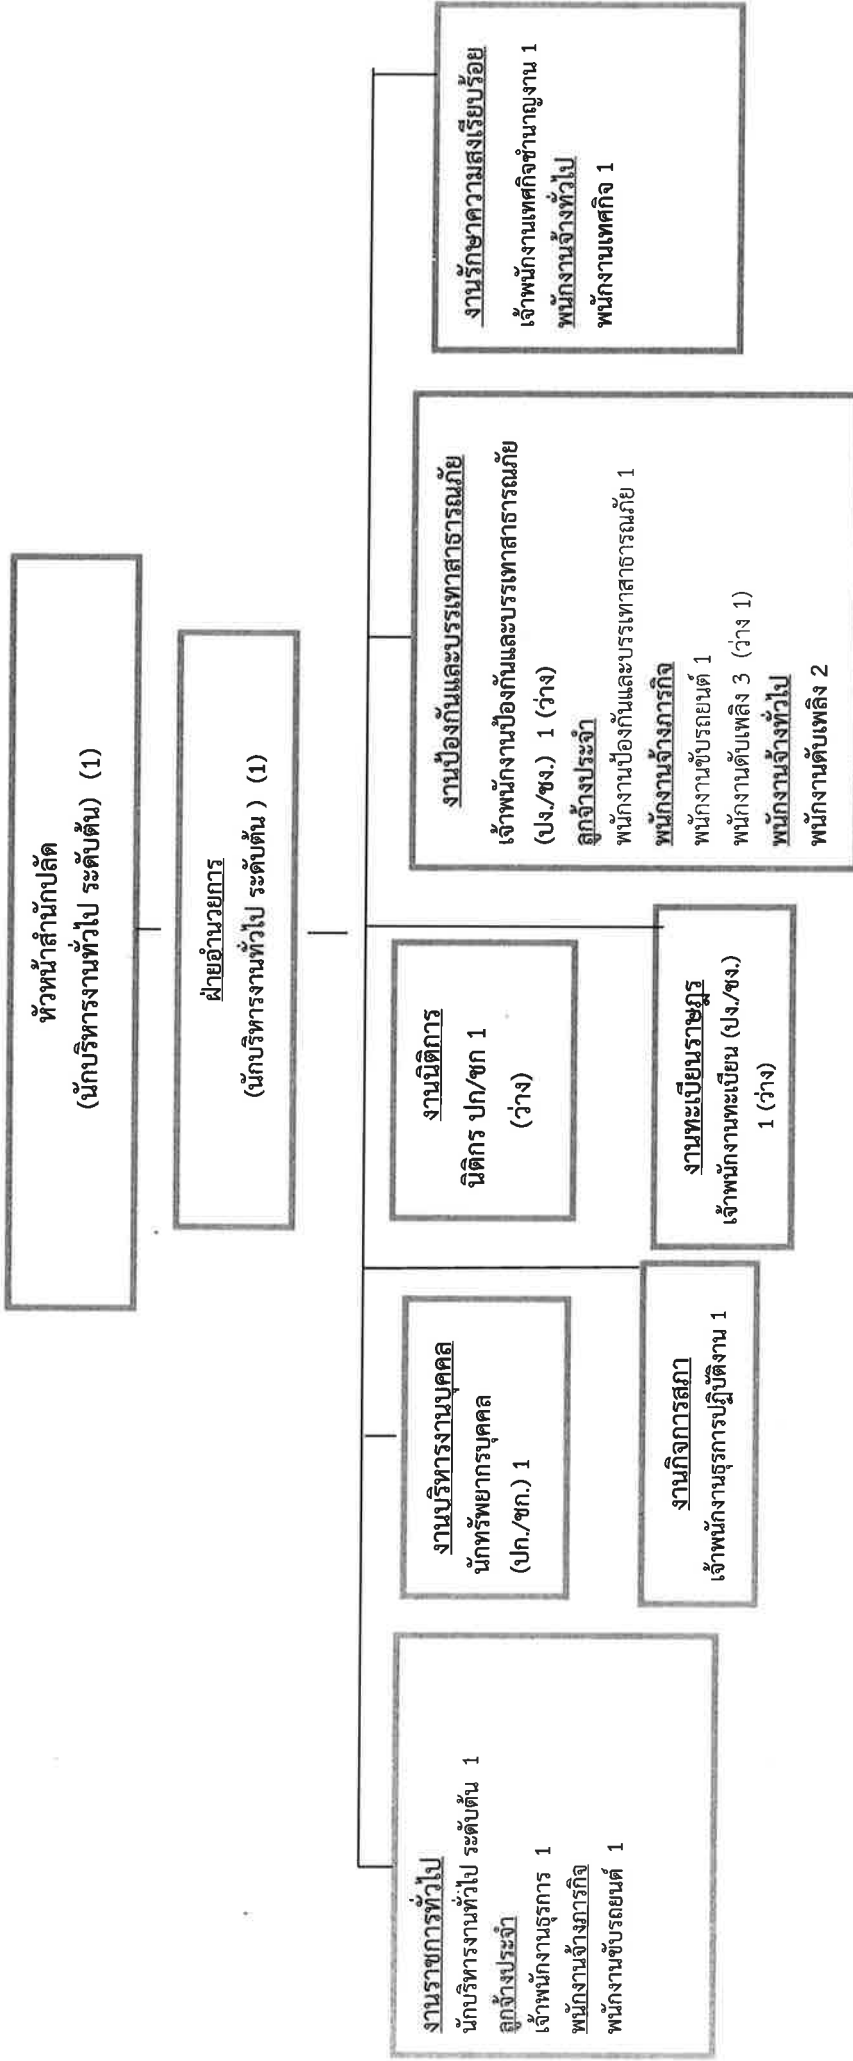 หัวหน้าสำนักปลัด
(นักบริหารงานทั่วไป ระดับต้น) (1)
ฝ่ายอำนวยการ
(นักบริหารงานทั่วไป ระดับต้น ) (1)
งานราชการทั่วไป
นักบริหารงานทั่วไป ระดับต้น 1
ลูกจ้างประจำ
เจ้าพนักงานธุรการ 1
พนักงานจ้างภารกิจ
พนักงานขับรถยนต์ 1
งานบริหารงานบุคคล
นักทรัพยากรบุคคล
(ปก./ชก.) 1
งานนิติการ
นิติกร ปก/ชก 1
(ว่าง)
งานป้องกันและบรรเทาสาธารณภัย
เจ้าพนักงานป้องกันและบรรเทาสาธารณภัย
(ปง./ชง.) 1 (ว่าง)
ลูกจ้างประจำ
พนักงานป้องกันและบรรเทาสาธารณภัย 1
พนักงานจ้างภารกิจ
พนักงานขับรถยนต์ 1
พนักงานดับเพลิง 3 (ว่าง 1)
พนักงานจ้างทั่วไป
พนักงานดับเพลิง 2
งานรักษาความสงเรียบร้อย
เจ้าพนักงานเทศกิจชำนาญงาน 1
พนักงานจ้างทั่วไป
พนักงานเทศกิจ 1
งานกิจการสภา
เจ้าพนักงานธุรการปฏิบัติงาน 1
งานทะเบียนราษฎร
เจ้าพนักงานทะเบียน (ปง./ชง.)
1 (ว่าง)